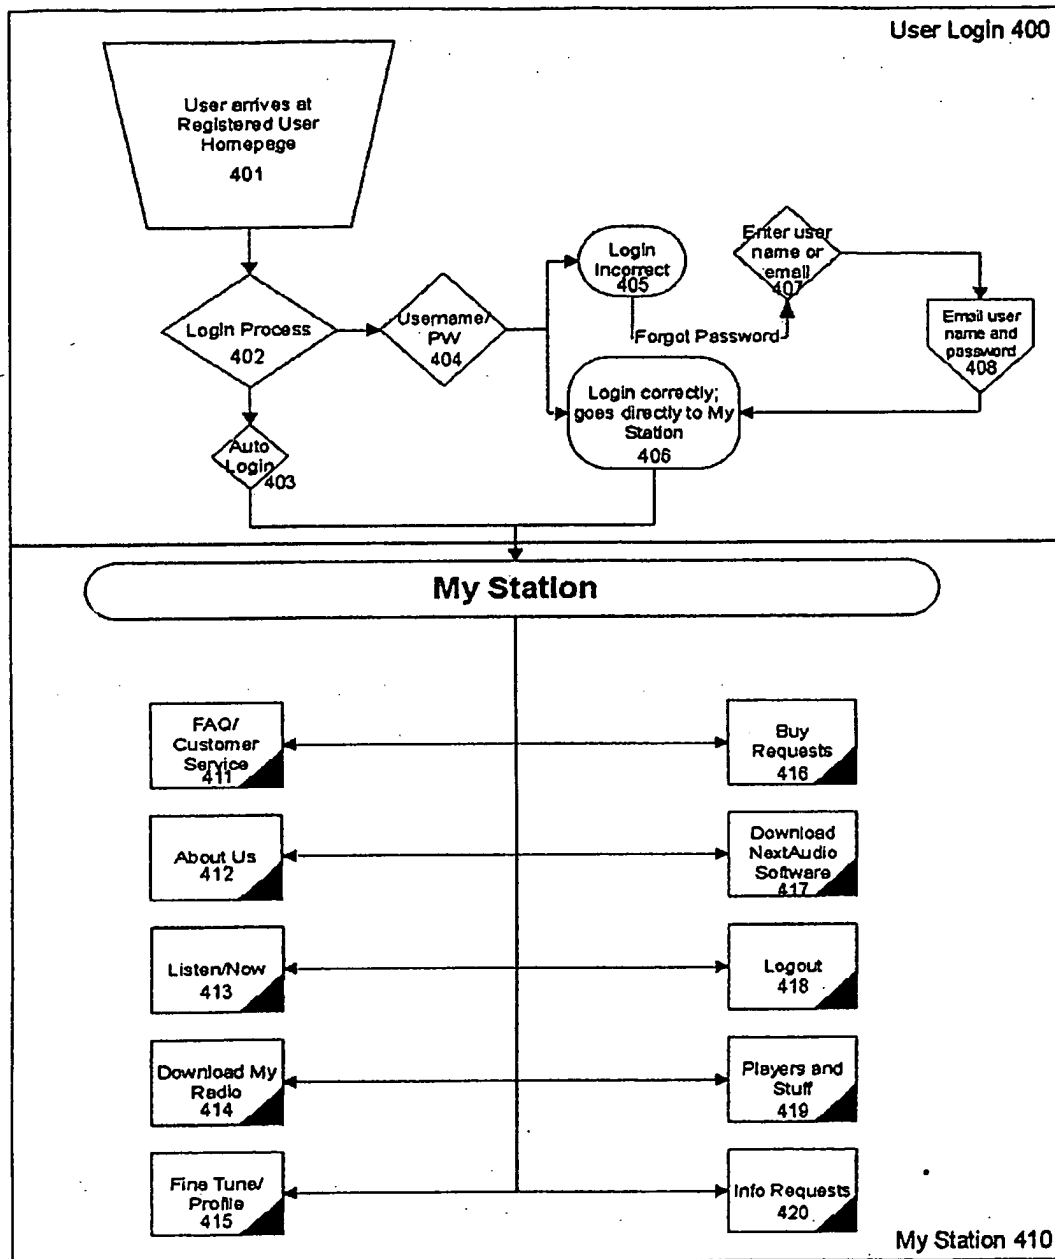 User Login 400
User arrives at
Registered User
Homepage
401
Login Process
402
Username/
PW
404
Login
Incorrect
405
Forgot Password
Enter user
name or
email
407
Email user
name and
password
408
Login correctly;
goes directly to My
Station
406
Auto
Login
403
My Station
FAQ/
Customer
Service
411
Buy
Requests
416
About Us
412
Download
NextAudio
Software
417
Listen/Now
413
Logout
418
Download My
Radio
414
Players and
Stuff
419
Fine Tune/
Profile
415
Info Requests
420
My Station 410